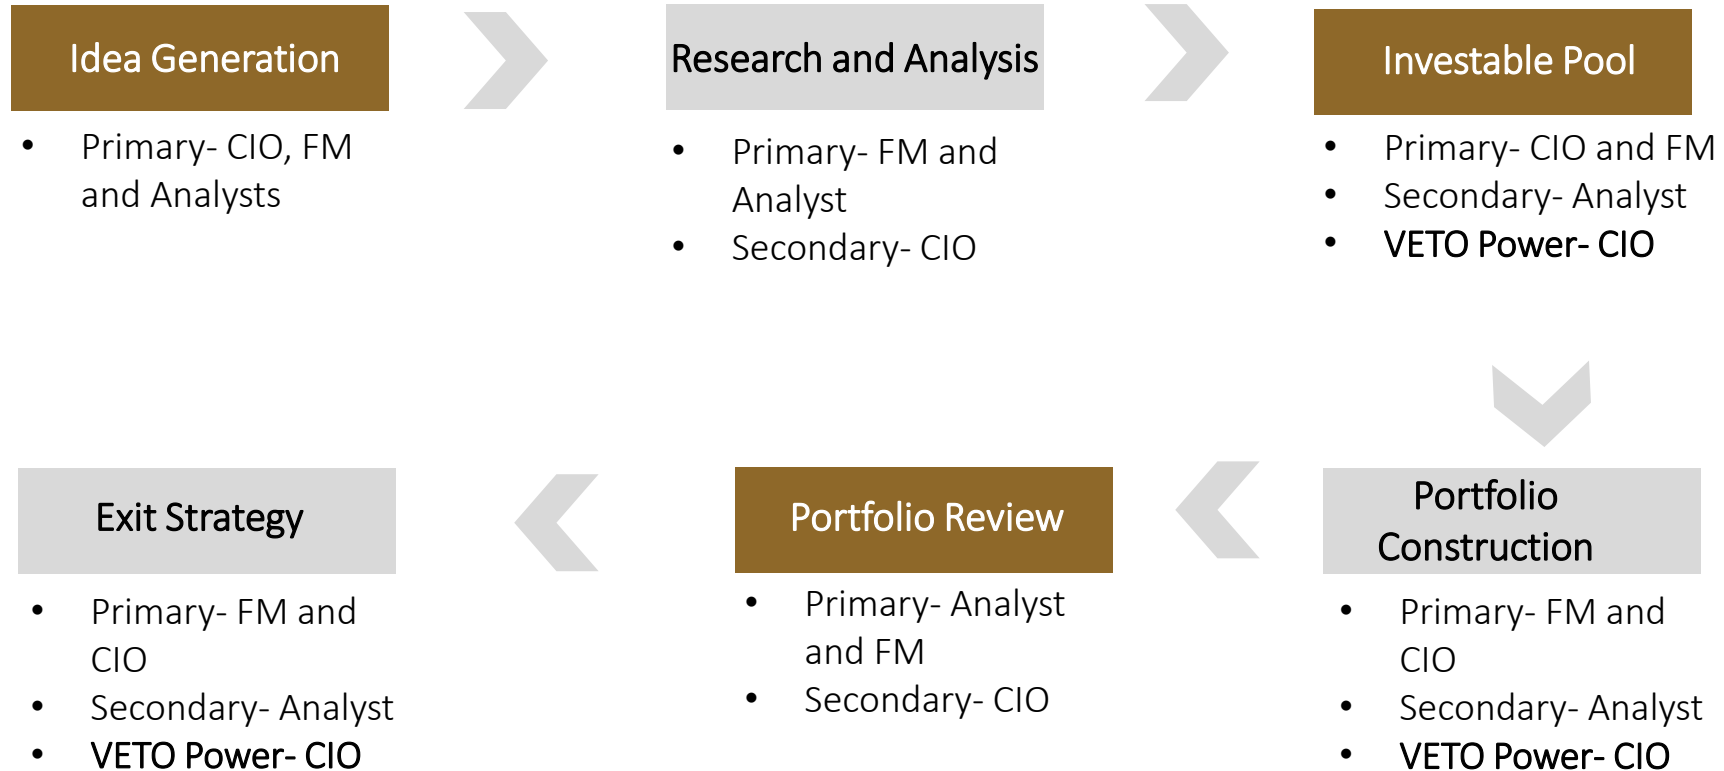 Idea Generation
• Primary- CIO, FM
and Analysts
Research and Analysis
• Primary- FM and
Analyst
• Secondary- CIO
Investable Pool
• Primary- CIO and FM
• Secondary- Analyst
• VETO Power- CIO
Portfolio
Construction
• Primary- FM and
CIO
• Secondary- Analyst
• VETO Power- CIO
Portfolio Review
• Primary- Analyst
and FM
• Secondary- CIO
Exit Strategy
• Primary- FM and
CIO
• Secondary- Analyst
• VETO Power- CIO